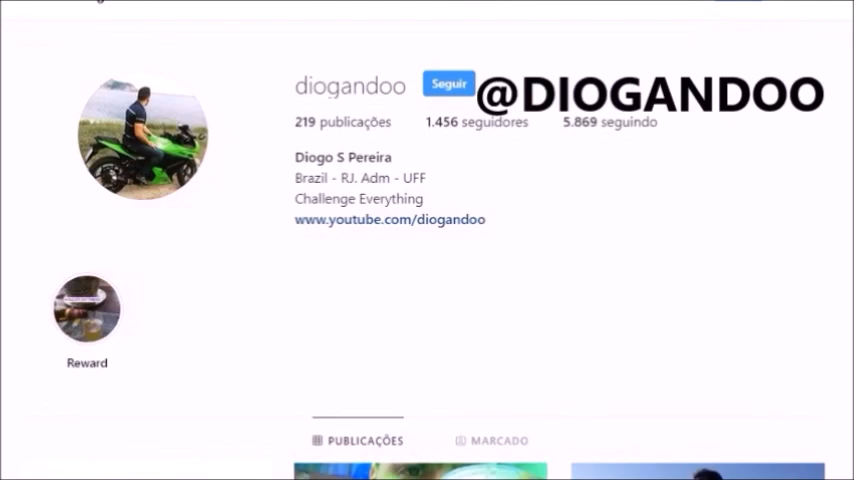 diogandoo Seguir @DIOGANDOO
219 publicações 1.456 seguidores 5.869 seguindo
Diogo S Pereira
Brazil - RJ. Adm - UFF
Challenge Everything
www.youtube.com/diogandoo
Reward
PUBLICAÇÕES MARCADO